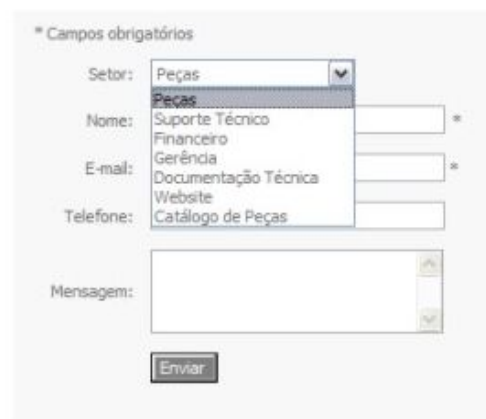 * Campos obrigatórios
Setor: Peças
Peças
Suporte Técnico
Financeiro
Gerência
Documentação Técnica
Website
Catálogo de Peças
Nome: *
E-mail: *
Telefone:
Mensagem:
Enviar